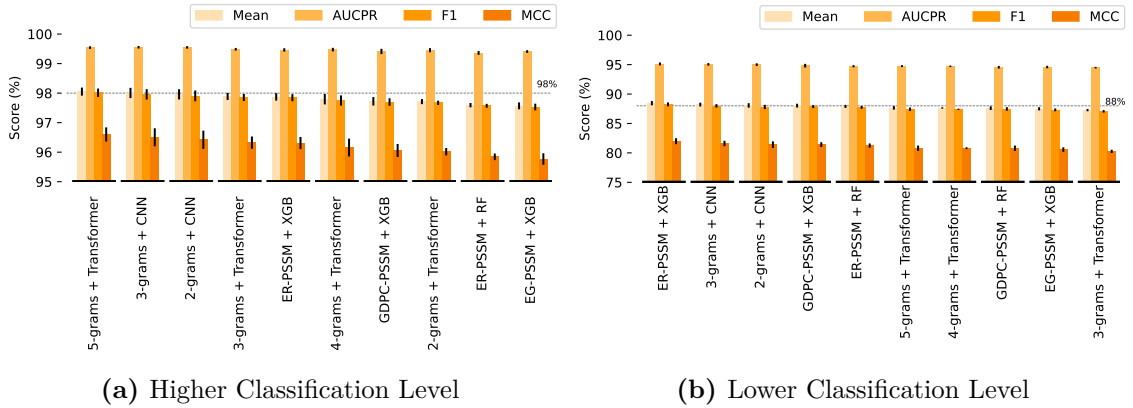 Mean AUCPR F1 MCC
Score (%)
100
99
98
97
96
95
98%
5-grams + Transformer
3-grams + CNN
2-grams + CNN
3-grams + Transformer
ER-PSSM + XGB
4-grams + Transformer
GDPC-PSSM + XGB
2-grams + Transformer
ER-PSSM + RF
EG-PSSM + XGB
(a) Higher Classification Level
Mean AUCPR F1 MCC
Score (%)
100
95
90
85
80
75
88%
ER-PSSM + XGB
3-grams + CNN
2-grams + CNN
GDPC-PSSM + XGB
ER-PSSM + RF
5-grams + Transformer
4-grams + Transformer
GDPC-PSSM + RF
EG-PSSM + XGB
3-grams + Transformer
(b) Lower Classification Level